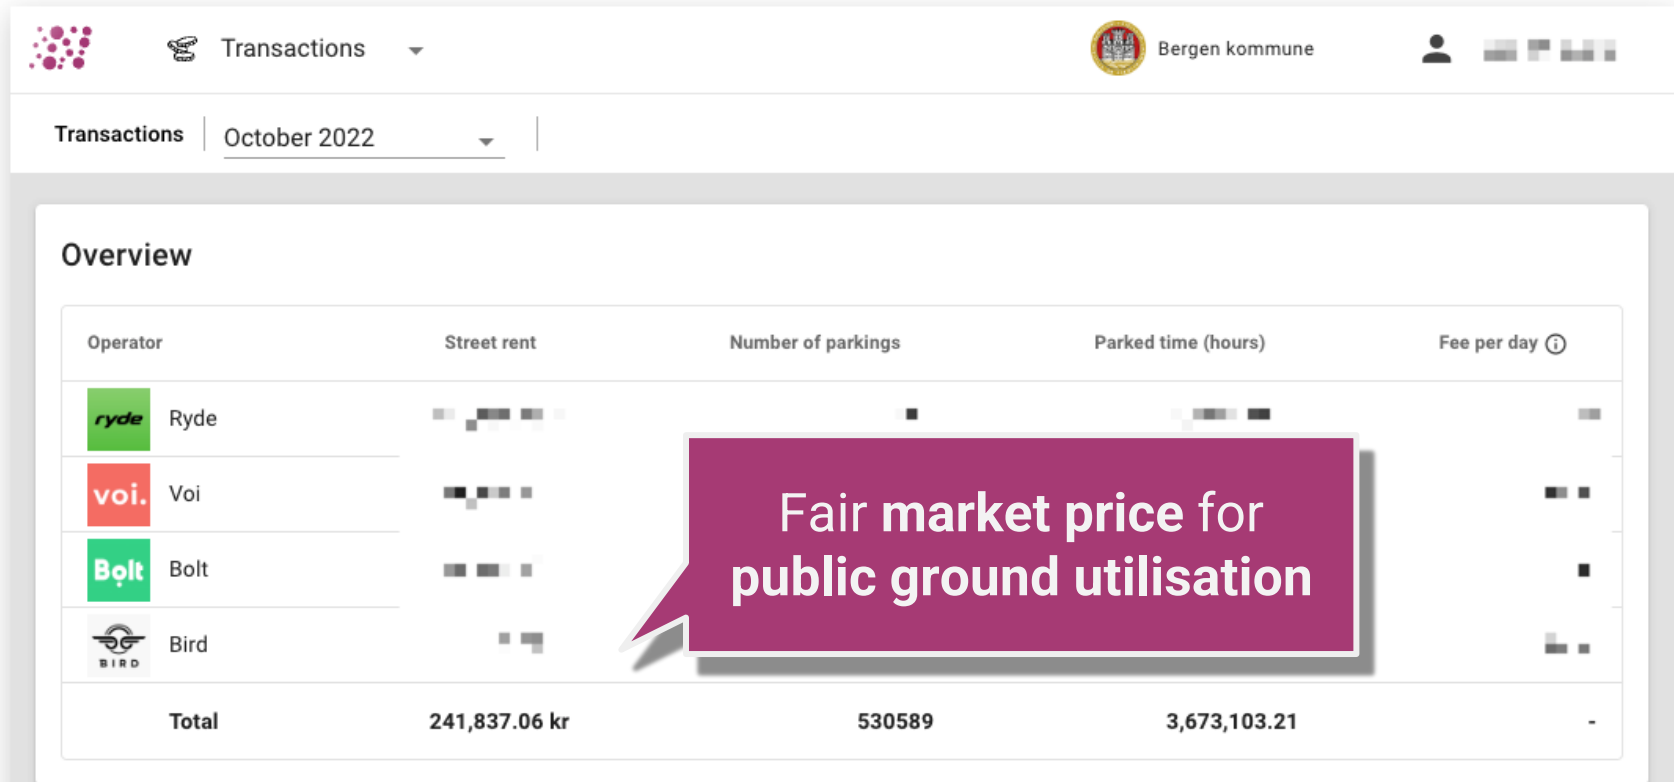 Transactions
Bergen kommune
Transactions
October 2022
Overview
Operator Street rent Number of parkings Parked time (hours) Fee per day
ryde Ryde
voi. Voi
Bolt Bolt
BIRD Bird
Fair market price for
public ground utilisation
Total 241,837.06 kr 530589 3,673,103.21 -